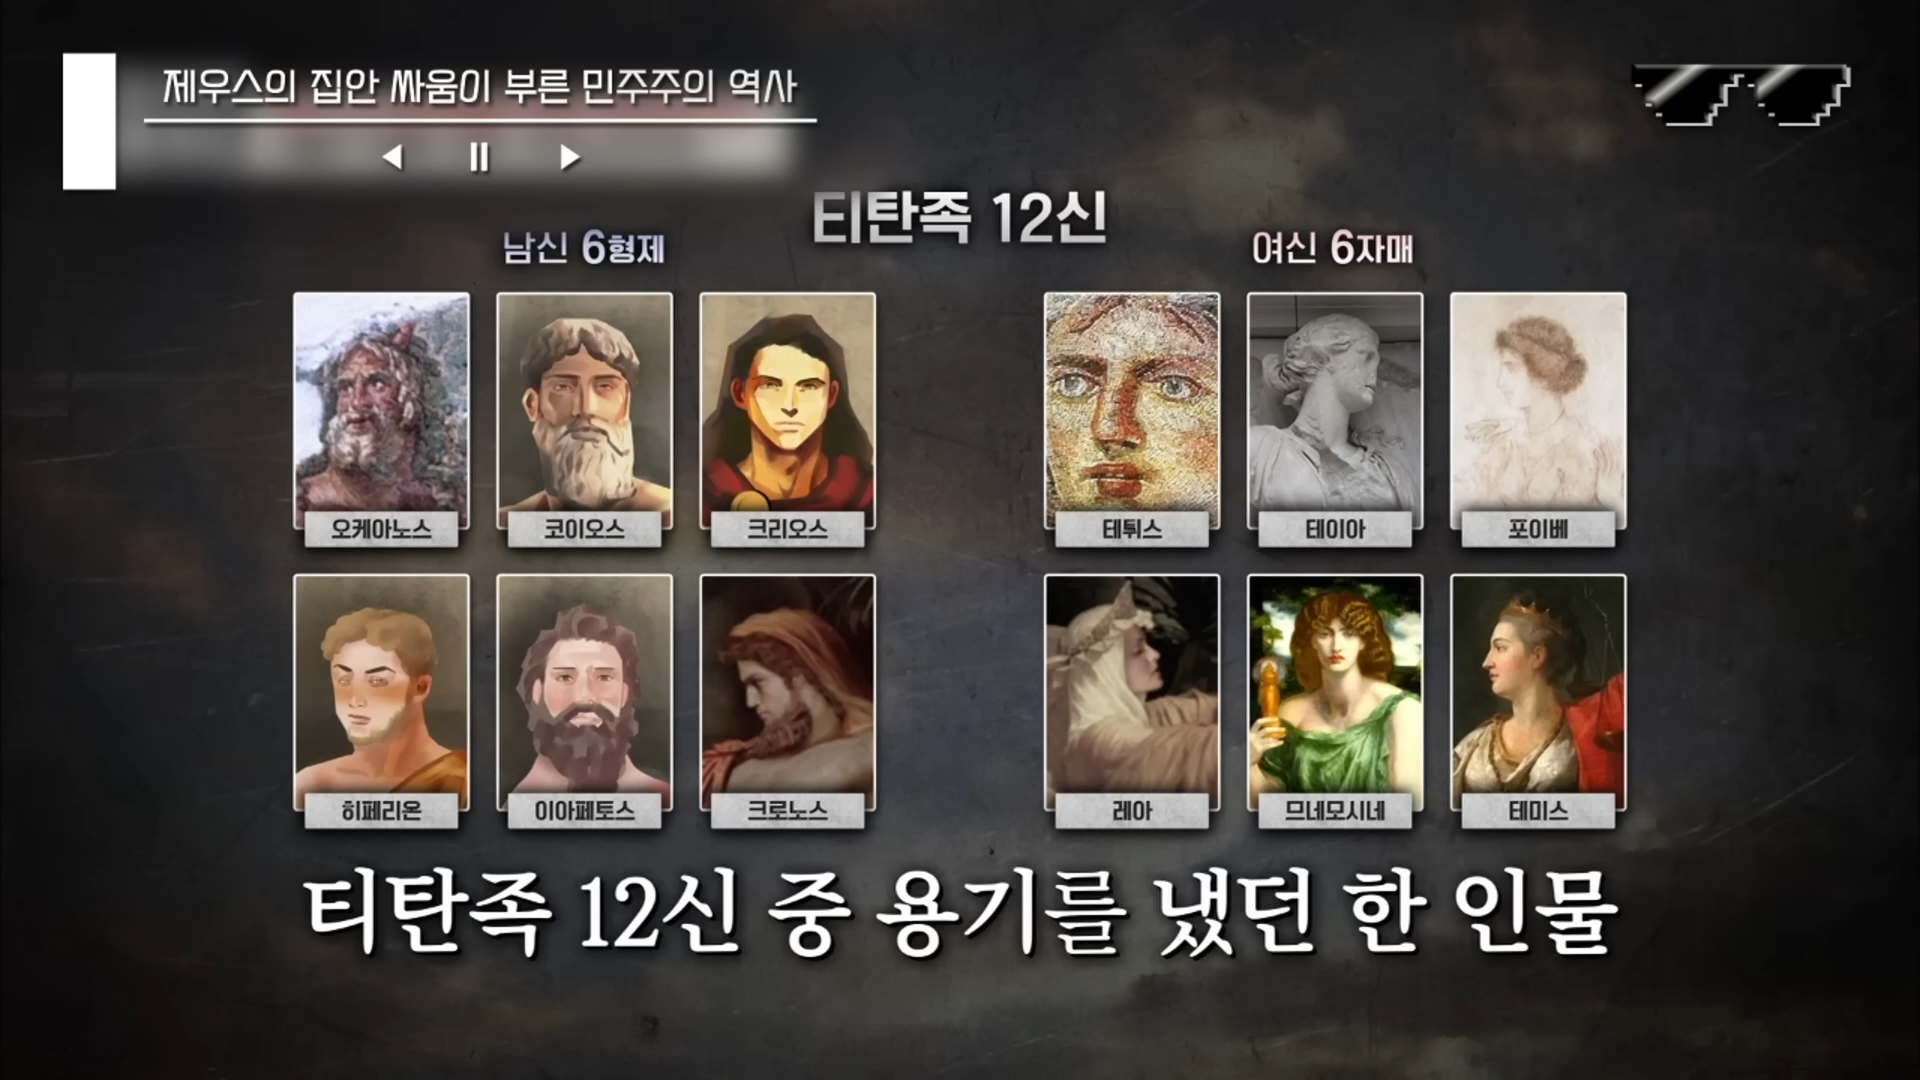 제우스의 집안 싸움이 부른 민주주의 역사
티탄족 12신
남신 6형제
여신 6자매
오케아노스
코이오스
크리오스
테튀스
테이아
포이베
히페리온
이아페토스
크로노스
레아
므네모시네
테미스
티탄족 12신 중 용기를 냈던 한 인물